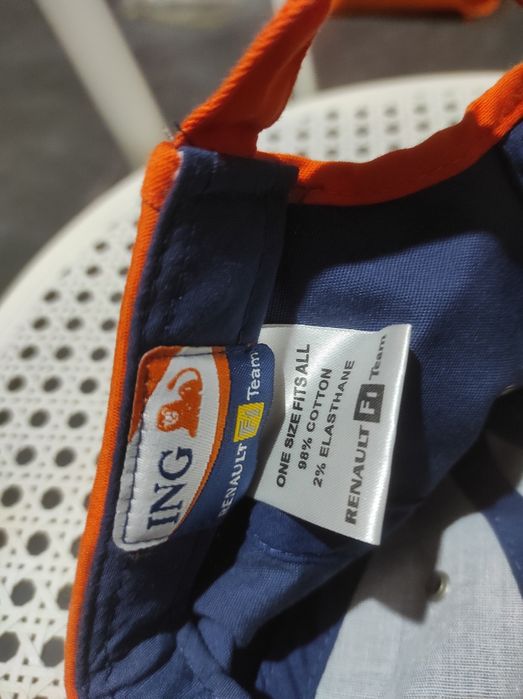 ING
RENAULT F1 Team
ONE SIZE FITS ALL
98% COTTON
2% ELASTHANE
RENAULT F1 Team